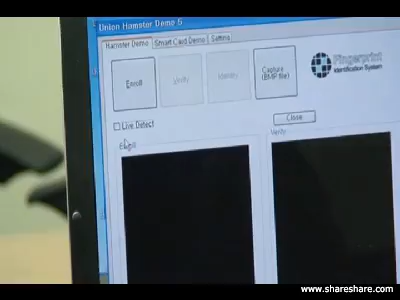 Union Hamster Demo 5
Hamster Demo Smart Card Demo Setting
Enroll Verify Identify Capture (BMP file)
Fingerprint
Identification System
Live Detect
Close
Enroll
Verify
www.shareshare.com